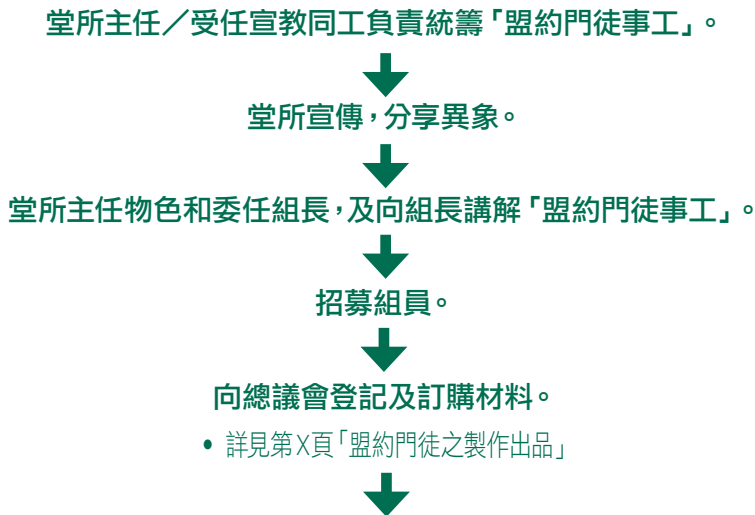 堂所主任／受任宣教同工負責統籌「盟約門徒事工」。
堂所宣傳，分享異象。
堂所主任物色和委任組長，及向組長講解「盟約門徒事工」。
招募組員。
向總議會登記及訂購材料。
• 詳見第X頁「盟約門徒之製作出品」